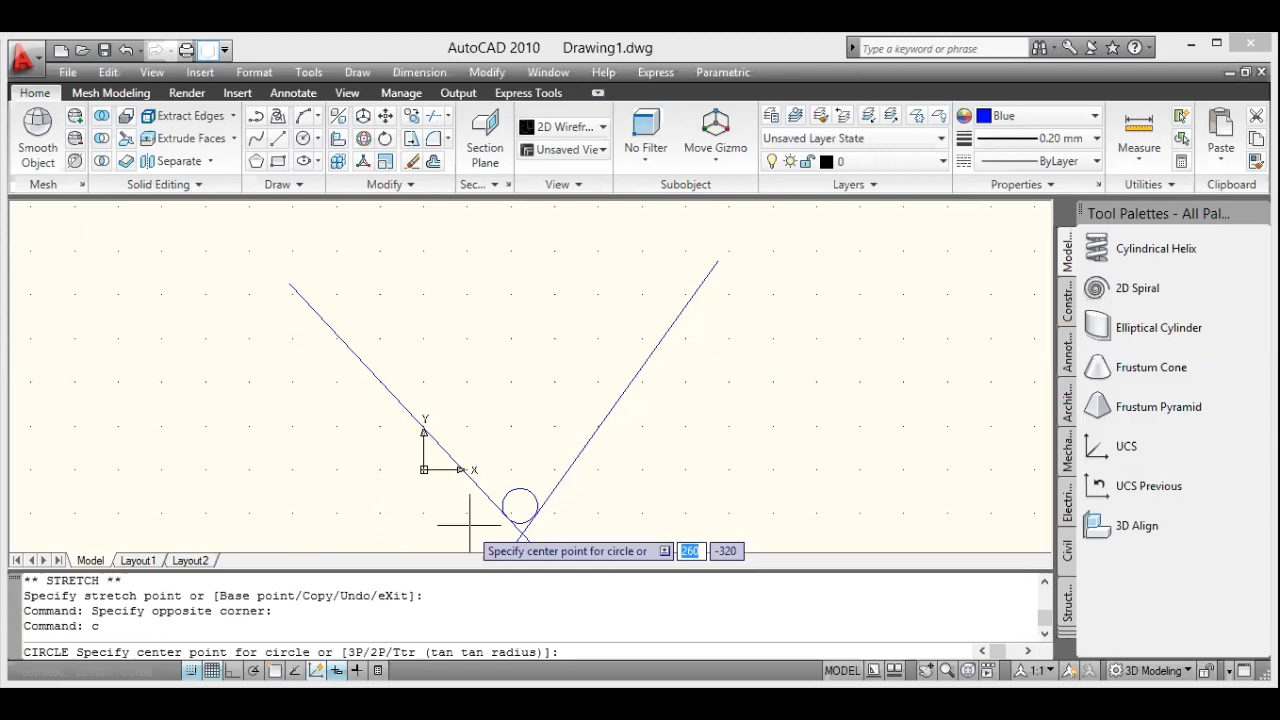 AutoCAD 2010 Drawing1.dwg
Type a keyword or phrase
File Edit View Insert Format Tools Draw Dimension Modify Window Help Express Parametric
Home Mesh Modeling Render Insert Annotate View Manage Output Express Tools
Smooth Object
Mesh
Extract Edges
Extrude Faces
Separate
Solid Editing
Draw
Modify
Section Plane
Sec...
2D Wirefr...
Unsaved Vie
View
No Filter
Move Gizmo
Subobject
Unsaved Layer State
0
Layers
Blue
0.20 mm
ByLayer
Properties
Measure
Utilities
Paste
Clipboard
Y
X
Specify center point for circle or 260 -320
Tool Palettes - All Pal...
Model...
Constr...
Annot...
Archit...
Mecha...
Electri...
Civil
Struct...
Cylindrical Helix
2D Spiral
Elliptical Cylinder
Frustum Cone
Frustum Pyramid
UCS
UCS Previous
3D Align
Model Layout1 Layout2
** STRETCH **
Specify stretch point or [Base point/Copy/Undo/eXit]:
Command: Specify opposite corner:
Command: c
CIRCLE Specify center point for circle or [3P/2P/Ttr (tan tan radius)]:
MODEL 1:1 3D Modeling